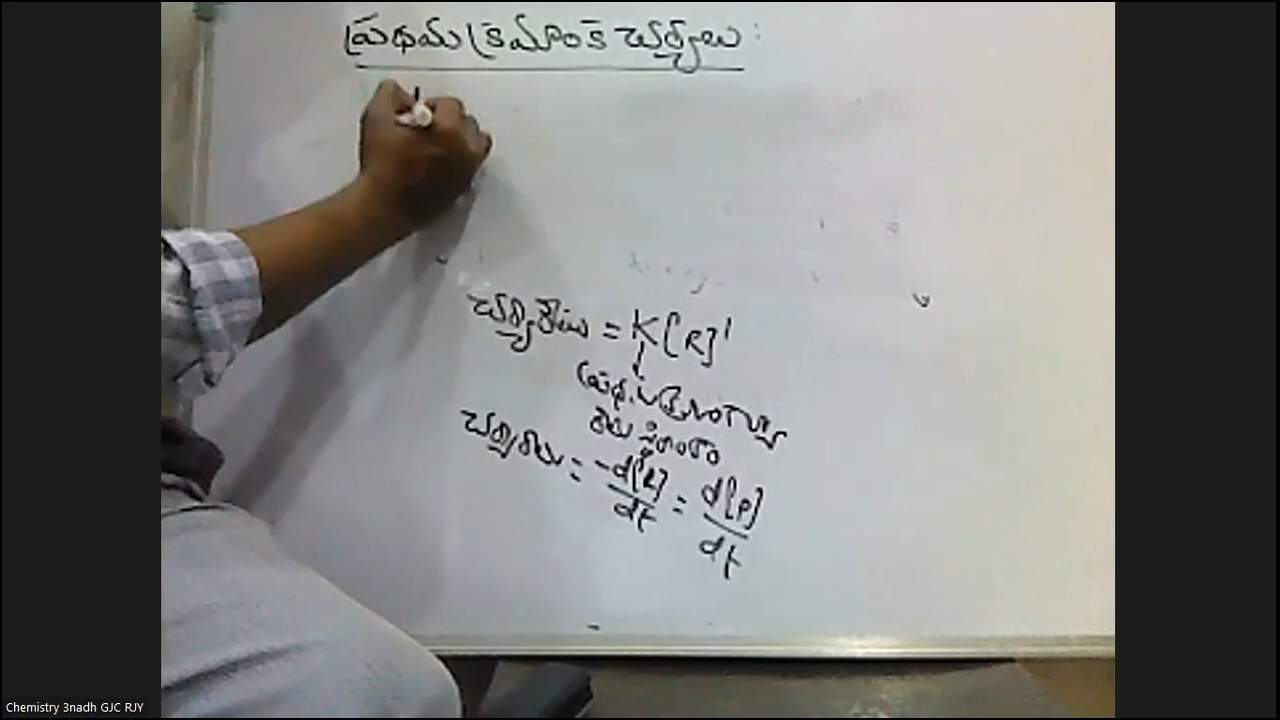 ప్రథమ క్రమాంక చర్యలు :
చర్యారేటు = K[R]¹
రేటు స్థిరాంకం
చర్యారేటు = -d[R]/dt = d[P]/dt
Chemistry 3nadh GJC RJY